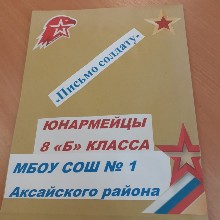 «Письмо солдату»
ЮНАРМЕЙЦЫ
8 «Б» КЛАССА
МБОУ СОШ № 1
Аксайского района